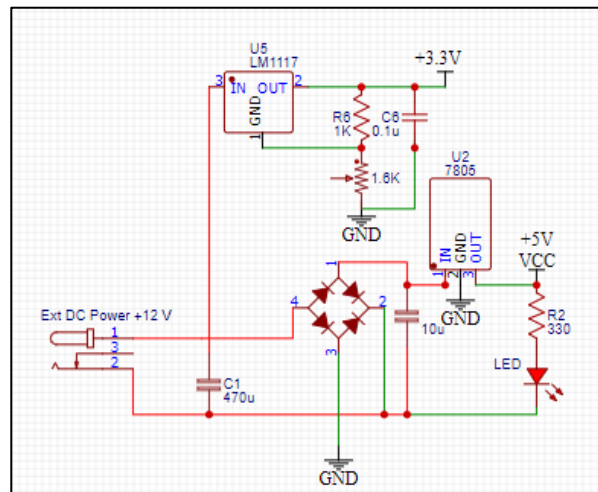 U5
LM1117
3
IN OUT
2
GND
1
+3.3V
R6
1K
C6
0.1u
1.6K
GND
U2
7805
IN
GND
OUT
1
2
3
+5V
VCC
GND
R2
330
LED
Ext DC Power +12 V
1
3
2
1
4
2
3
10u
C1
470u
GND